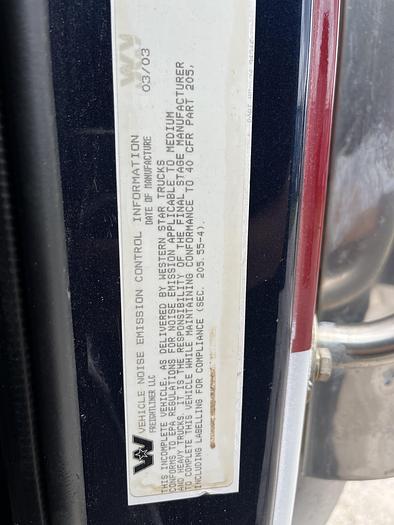 VEHICLE NOISE EMISSION CONTROL INFORMATION
FREIGHTLINER LLC
DATE OF MANUFACTURE
03/03
THIS INCOMPLETE VEHICLE, AS DELIVERED BY WESTERN STAR TRUCKS
CONFORMS TO EPA REGULATIONS FOR NOISE EMISSION APPLICABLE TO MEDIUM
AND HEAVY TRUCKS. IT IS THE RESPONSIBILITY OF THE FINAL STAGE MANUFACTURER
TO COMPLETE THIS VEHICLE WHILE MAINTAINING CONFORMANCE TO 40 CFR PART 205,
INCLUDING LABELLING FOR COMPLIANCE (SEC. 205.55-4).